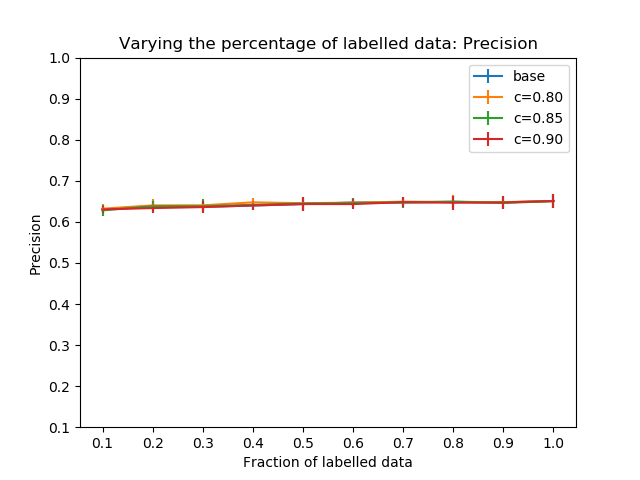 Varying the percentage of labelled data: Precision
base
c=0.80
c=0.85
c=0.90
1.0
0.9
0.8
0.7
0.6
0.5
0.4
0.3
0.2
0.1
Precision
0.1 0.2 0.3 0.4 0.5 0.6 0.7 0.8 0.9 1.0
Fraction of labelled data